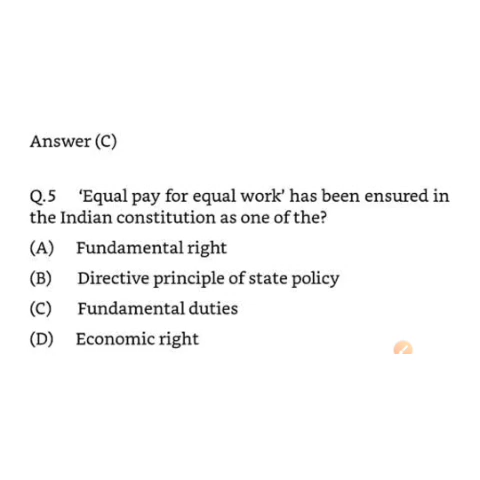 Answer (C)
Q.5 ‘Equal pay for equal work’ has been ensured in
the Indian constitution as one of the?
(A) Fundamental right
(B) Directive principle of state policy
(C) Fundamental duties
(D) Economic right